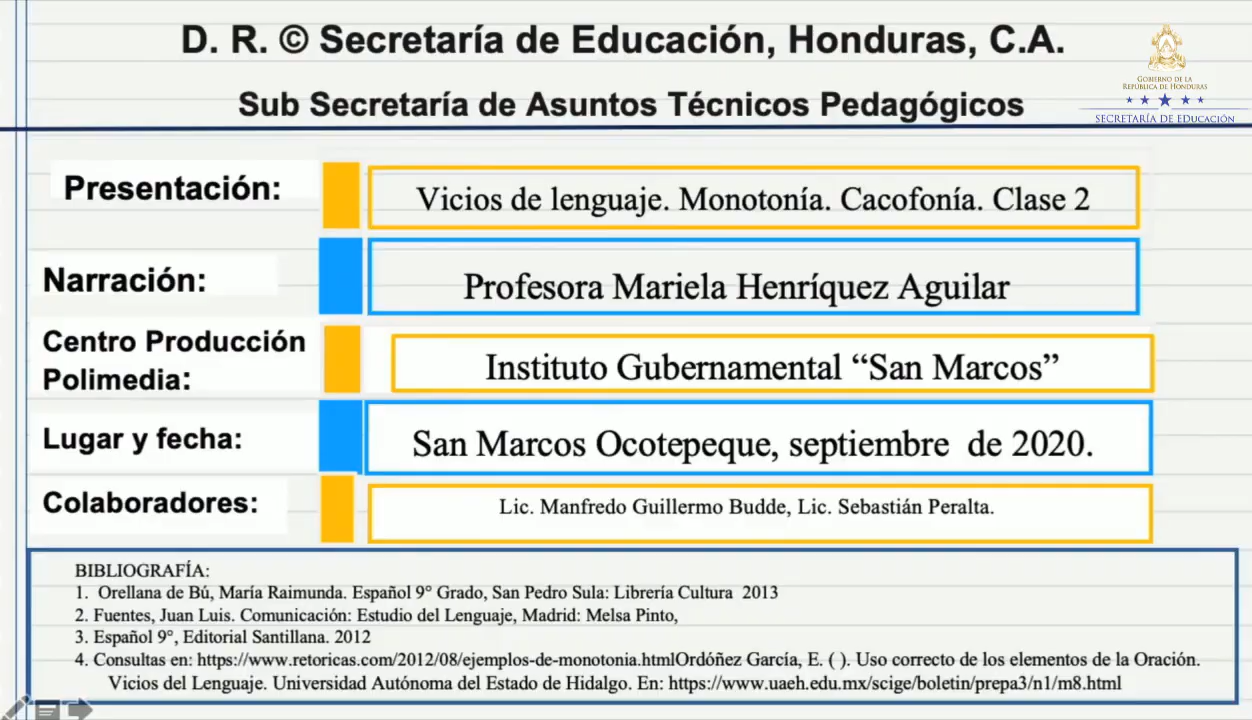 D. R. © Secretaría de Educación, Honduras, C.A.
Sub Secretaría de Asuntos Técnicos Pedagógicos
GOBIERNO DE LA
REPÚBLICA DE HONDURAS
SECRETARÍA DE EDUCACIÓN
Presentación:
Vicios de lenguaje. Monotonía. Cacofonía. Clase 2
Narración:
Profesora Mariela Henríquez Aguilar
Centro Producción
Polimedia:
Instituto Gubernamental “San Marcos”
Lugar y fecha:
San Marcos Ocotepeque, septiembre de 2020.
Colaboradores:
Lic. Manfredo Guillermo Budde, Lic. Sebastián Peralta.
BIBLIOGRAFÍA:
1. Orellana de Bú, María Raimunda. Español 9° Grado, San Pedro Sula: Librería Cultura 2013
2. Fuentes, Juan Luis. Comunicación: Estudio del Lenguaje, Madrid: Melsa Pinto,
3. Español 9°, Editorial Santillana. 2012
4. Consultas en: https://www.retoricas.com/2012/08/ejemplos-de-monotonia.htmlOrdóñez García, E. ( ). Uso correcto de los elementos de la Oración.
Vicios del Lenguaje. Universidad Autónoma del Estado de Hidalgo. En: https://www.uaeh.edu.mx/scige/boletin/prepa3/n1/m8.html